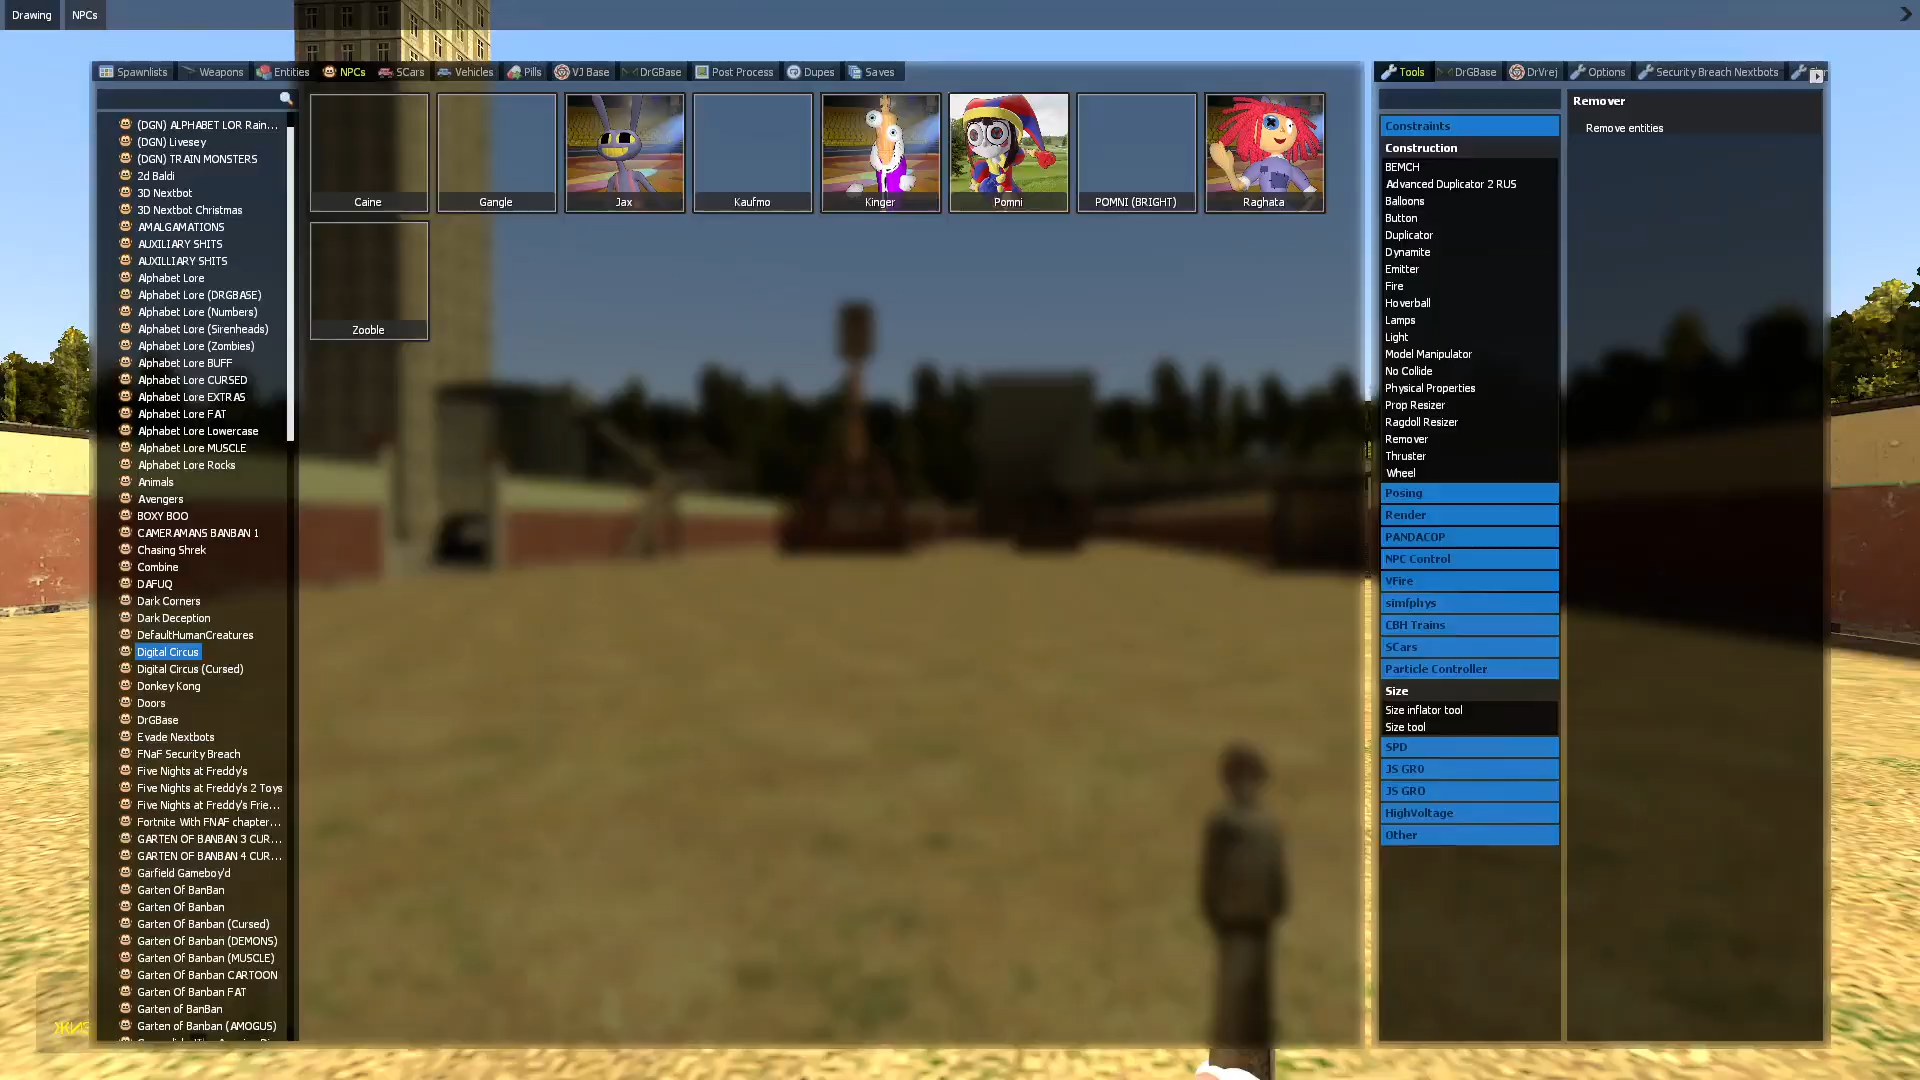 Drawing NPCs
Spawnlists Weapons Entities NPCs SCars Vehicles Pills VJ Base DrGBase Post Process Dupes Saves
(DGN) ALPHABET LOR Rain...
(DGN) Livesey
(DGN) TRAIN MONSTERS
2d Baldi
3D Nextbot
3D Nextbot Christmas
AMALGAMATIONS
AUXILIARY SHITS
AUXILLIARY SHITS
Alphabet Lore
Alphabet Lore (DRGBASE)
Alphabet Lore (Numbers)
Alphabet Lore (Sirenheads)
Alphabet Lore (Zombies)
Alphabet Lore BUFF
Alphabet Lore CURSED
Alphabet Lore EXTRAS
Alphabet Lore FAT
Alphabet Lore Lowercase
Alphabet Lore MUSCLE
Alphabet Lore Rocks
Animals
Avengers
BOXY BOO
CAMERAMANS BANBAN 1
Chasing Shrek
Combine
DAFUQ
Dark Corners
Dark Deception
DefaultHumanCreatures
Digital Circus
Digital Circus (Cursed)
Donkey Kong
Doors
DrGBase
Evade Nextbots
FNaF Security Breach
Five Nights at Freddy's
Five Nights at Freddy's 2 Toys
Five Nights at Freddy's Frie...
Fortnite With FNAF chapter...
GARTEN OF BANBAN 3 CUR...
GARTEN OF BANBAN 4 CUR...
Garfield Gameboy'd
Garten Of BanBan
Garten Of Banban
Garten Of Banban (Cursed)
Garten Of Banban (DEMONS)
Garten Of Banban (MUSCLE)
Garten Of Banban CARTOON
Garten Of Banban FAT
Garten of BanBan
Garten of Banban (AMOGUS)
Caine Gangle Jax Kaufmo Kinger Pomni POMNI (BRIGHT) Raghata
Zooble
Tools DrGBase DrVrej Options Security Breach Nextbots
Constraints
Construction
BEMCH
Advanced Duplicator 2 RUS
Balloons
Button
Duplicator
Dynamite
Emitter
Fire
Hoverball
Lamps
Light
Model Manipulator
No Collide
Physical Properties
Prop Resizer
Ragdoll Resizer
Remover
Thruster
Wheel
Posing
Render
PANDACOP
NPC Control
VFire
simfphys
CBH Trains
SCars
Particle Controller
Size
Size inflator tool
Size tool
SPD
JS GRO
JS GRO
HighVoltage
Other
Remover
Remove entities